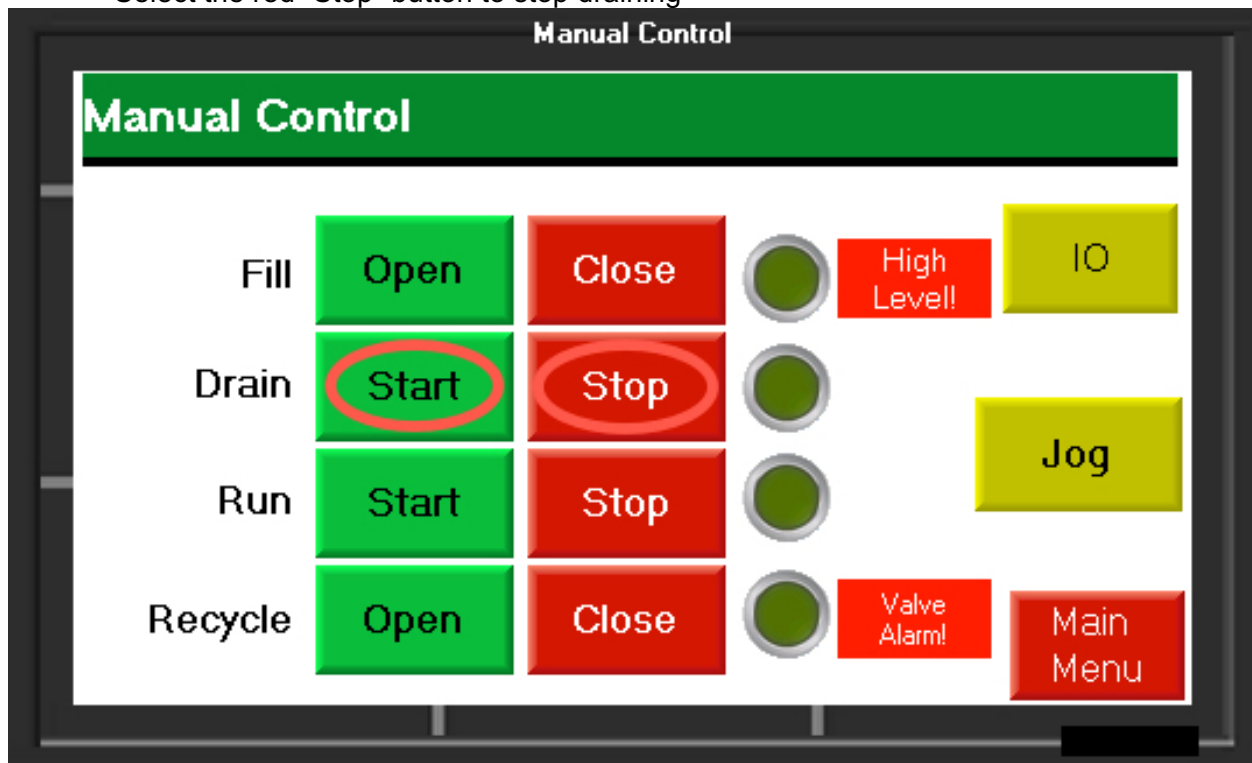 Select the red "Stop" button to stop draining
Manual Control
Manual Control
Fill Open Close High Level! IO
Drain Start Stop
Jog
Run Start Stop
Recycle Open Close Valve Alarm!
Main Menu